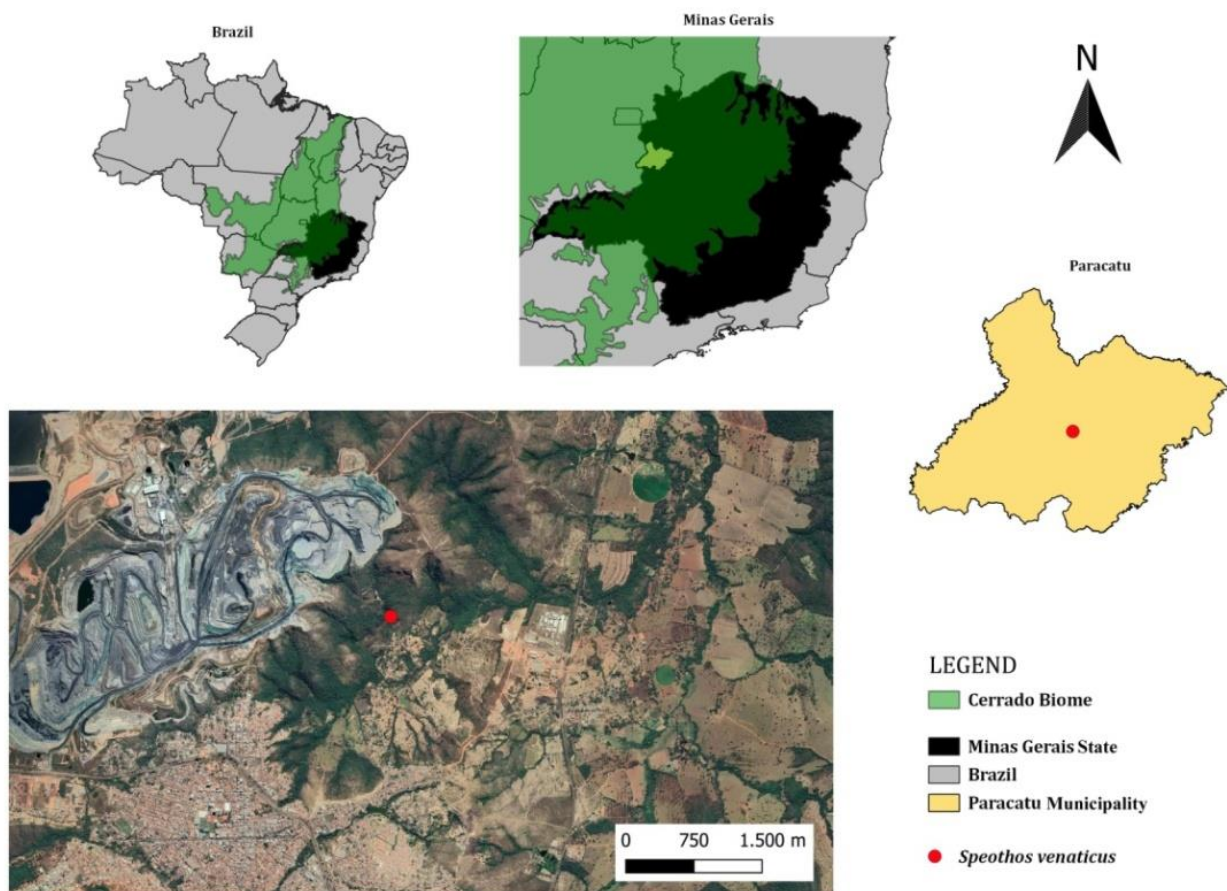 Brazil
Minas Gerais
N
Paracatu
0 750 1.500 m
LEGEND
Cerrado Biome
Minas Gerais State
Brazil
Paracatu Municipality
Speothos venaticus